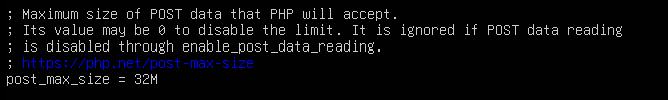 ; Maximum size of POST data that PHP will accept.
; Its value may be 0 to disable the limit. It is ignored if POST data reading
; is disabled through enable_post_data_reading.
; https://php.net/post-max-size
post_max_size = 32M